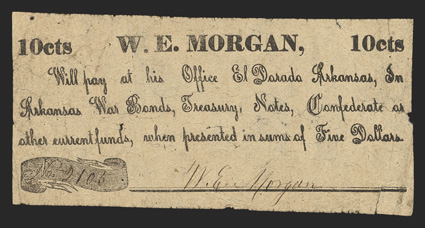 10cts W. E. MORGAN, 10cts
Will pay at his Office El Dorado Arkansas, In
Arkansas War Bonds, Treasury, Notes, Confederate or
other current funds, when presented in sums of Five Dollars.
No. 2105
W. E. Morgan